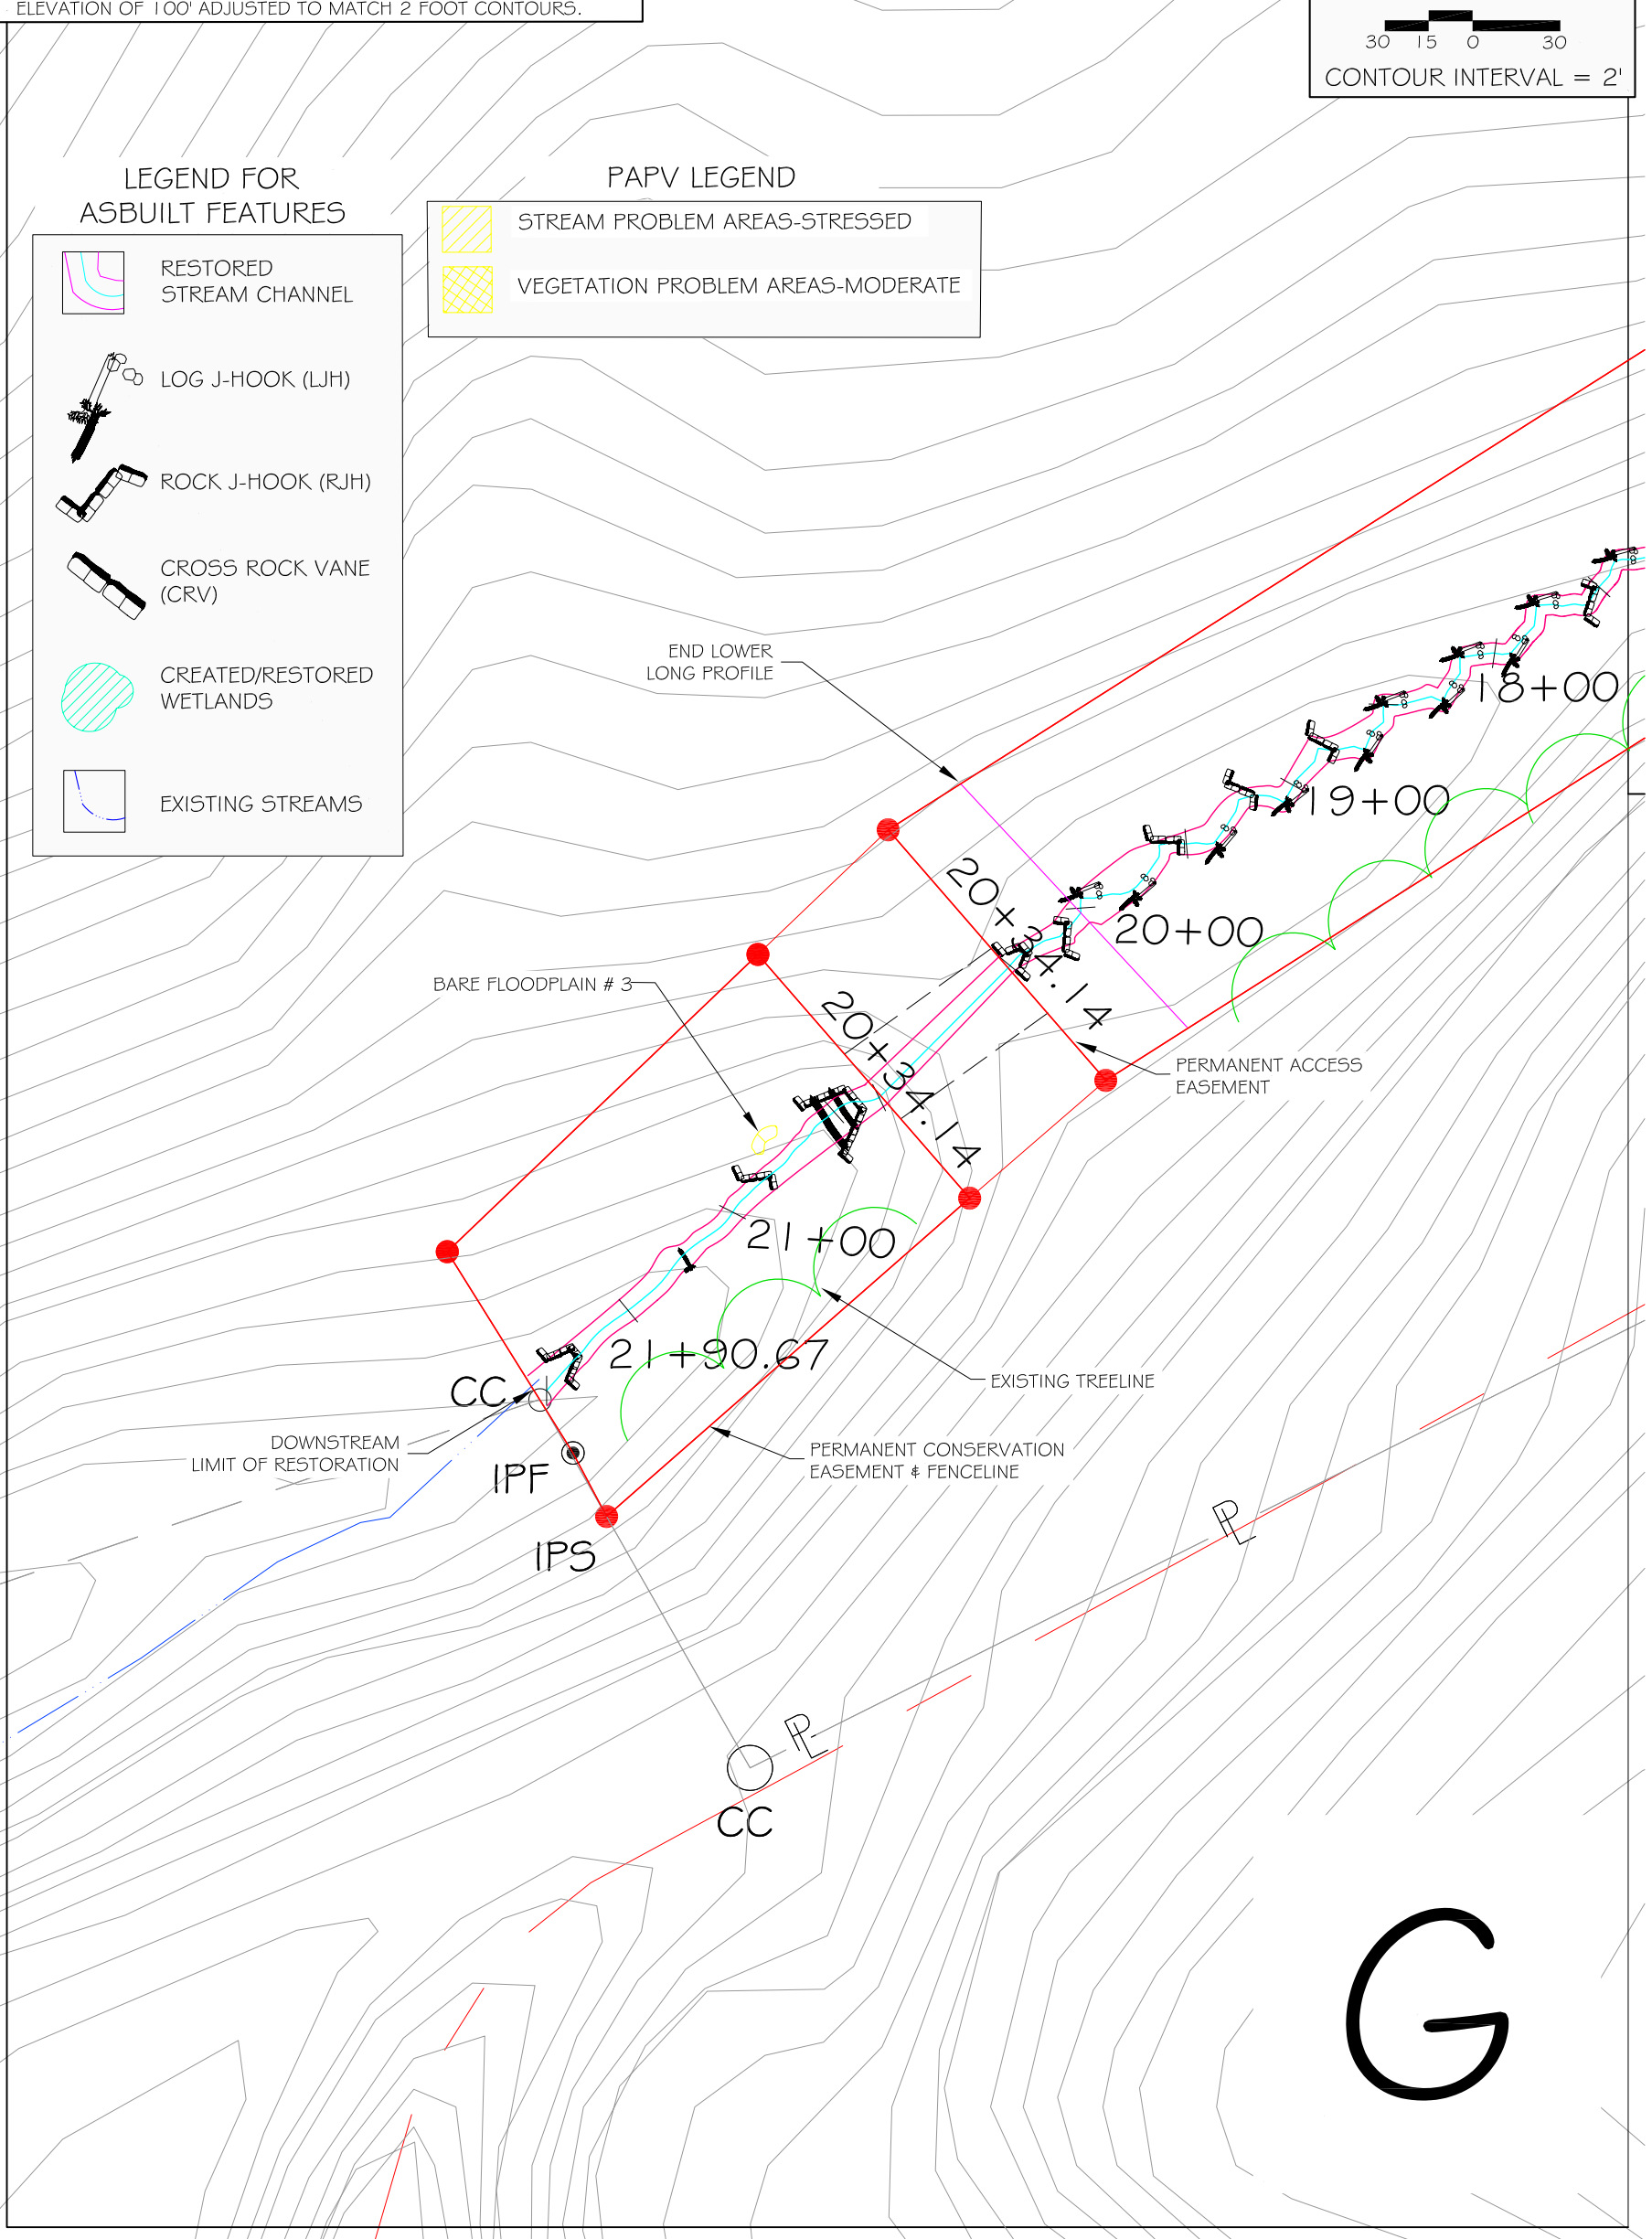 ELEVATION OF 100' ADJUSTED TO MATCH 2 FOOT CONTOURS.
30 15 0 30
CONTOUR INTERVAL = 2'
LEGEND FOR
ASBUILT FEATURES
RESTORED
STREAM CHANNEL
LOG J-HOOK (LJH)
ROCK J-HOOK (RJH)
CROSS ROCK VANE
(CRV)
CREATED/RESTORED
WETLANDS
EXISTING STREAMS
PAPV LEGEND
STREAM PROBLEM AREAS-STRESSED
VEGETATION PROBLEM AREAS-MODERATE
END LOWER
LONG PROFILE
18+00
19+00
20+00
20+34.14
BARE FLOODPLAIN # 3
20+34.14
PERMANENT ACCESS
EASEMENT
21+00
21+90.67
CC
EXISTING TREELINE
DOWNSTREAM
LIMIT OF RESTORATION
PERMANENT CONSERVATION
EASEMENT & FENCELINE
IPF
IPS
PL
PL
CC
G